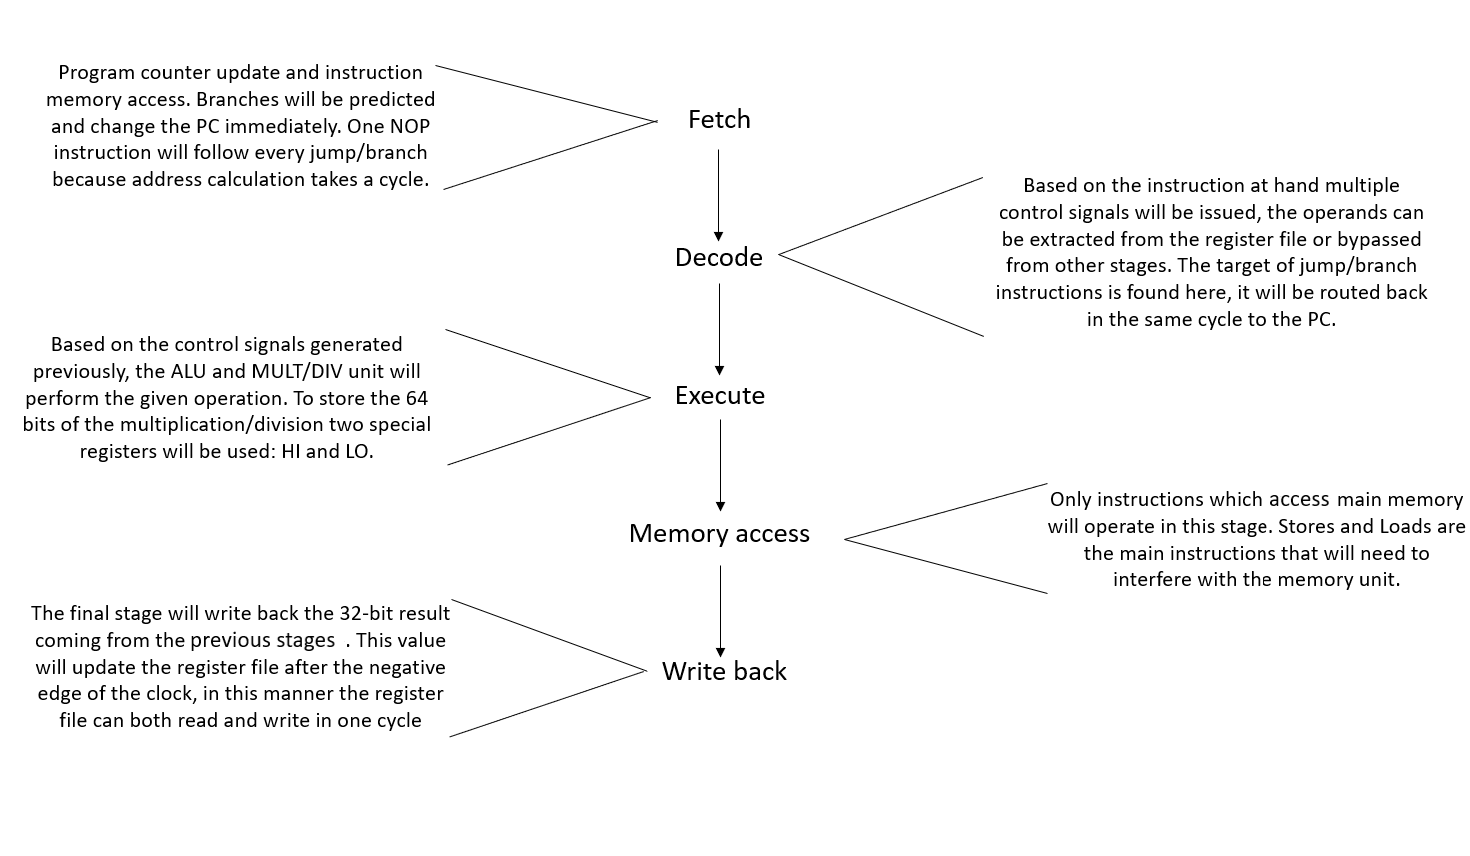 Program counter update and instruction
memory access. Branches will be predicted
and change the PC immediately. One NOP
instruction will follow every jump/branch
because address calculation takes a cycle.
Fetch
Based on the instruction at hand multiple
control signals will be issued, the operands can
be extracted from the register file or bypassed
from other stages. The target of jump/branch
instructions is found here, it will be routed back
in the same cycle to the PC.
Decode
Based on the control signals generated
previously, the ALU and MULT/DIV unit will
perform the given operation. To store the 64
bits of the multiplication/division two special
registers will be used: HI and LO.
Execute
Only instructions which access main memory
will operate in this stage. Stores and Loads are
the main instructions that will need to
interfere with the memory unit.
Memory access
The final stage will write back the 32-bit result
coming from the previous stages . This value
will update the register file after the negative
edge of the clock, in this manner the register
file can both read and write in one cycle
Write back